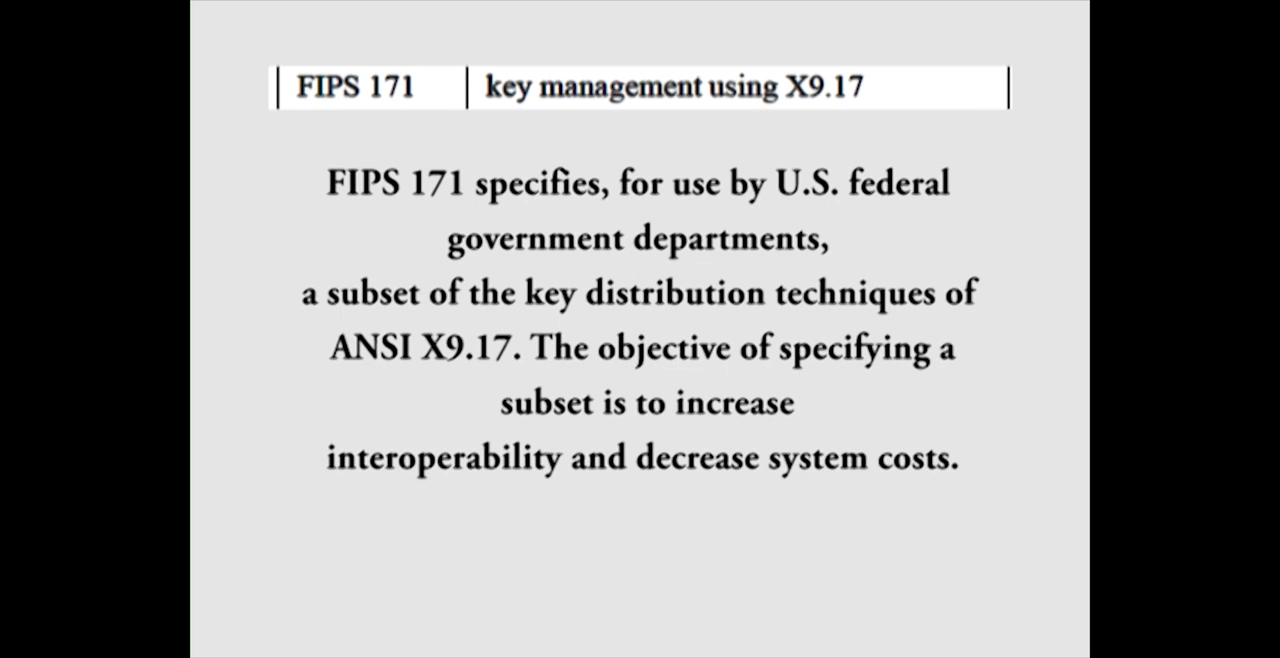 FIPS 171 key management using X9.17
FIPS 171 specifies, for use by U.S. federal
government departments,
a subset of the key distribution techniques of
ANSI X9.17. The objective of specifying a
subset is to increase
interoperability and decrease system costs.